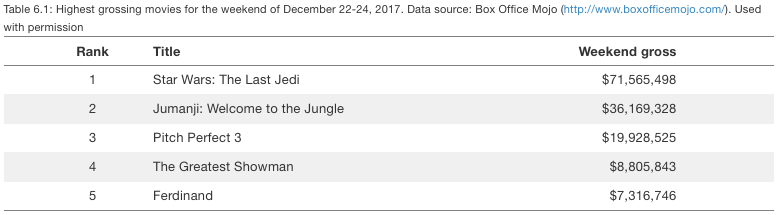 Table 6.1: Highest grossing movies for the weekend of December 22-24, 2017. Data source: Box Office Mojo (http://www.boxofficemojo.com/). Used
with permission
Rank Title Weekend gross
1 Star Wars: The Last Jedi $71,565,498
2 Jumanji: Welcome to the Jungle $36,169,328
3 Pitch Perfect 3 $19,928,525
4 The Greatest Showman $8,805,843
5 Ferdinand $7,316,746